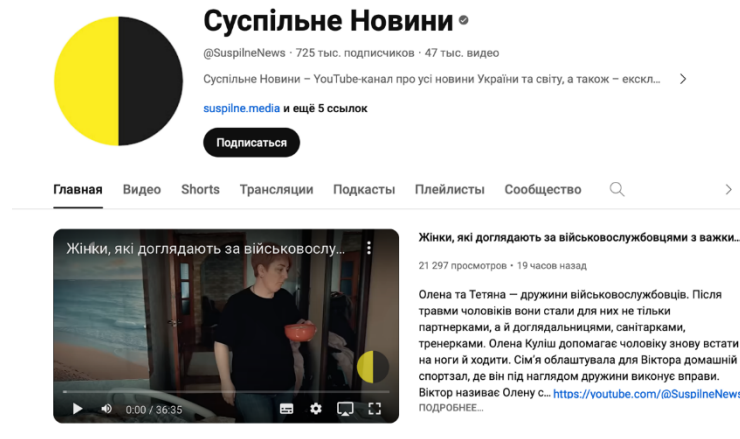 Суспільне Новини
@SuspilneNews · 725 тыс. подписчиков · 47 тыс. видео
Суспільне Новини – YouTube-канал про усі новини України та світу, а також – екскл...
suspilne.media и ещё 5 ссылок
Подписаться
Главная Видео Shorts Трансляции Подкасты Плейлисты Сообщество
Жінки, які доглядають за військовослу...
0:00 / 36:35
Жінки, які доглядають за військовослужбовцями з важки...
21 297 просмотров • 19 часов назад
Олена та Тетяна — дружини військовослужбовців. Після
травми чоловіків вони стали для них не тільки
партнерками, а й доглядальницями, санітарками,
тренерками. Олена Куліш допомагає чоловіку знову встати
на ноги й ходити. Сім’я облаштувала для Віктора домашній
спортзал, де він під наглядом дружини виконує вправи.
Віктор називає Олену с... https://youtube.com/@SuspilneNews
ПОДРОБНЕЕ...